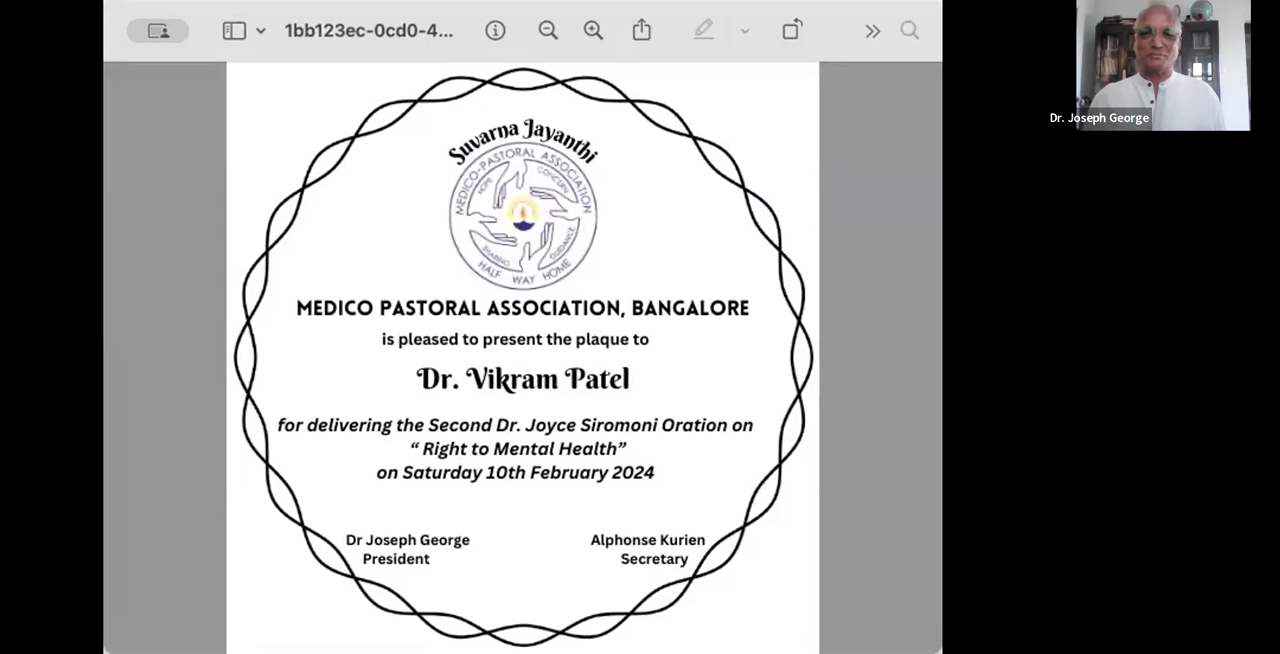 1bb123ec-0cd0-4...
Dr. Joseph George
Suvarna Jayanthi
MEDICO-PASTORAL ASSOCIATION
HOPE
CONCERN
SHARING
GUIDANCE
HALF WAY HOME
MEDICO PASTORAL ASSOCIATION, BANGALORE
is pleased to present the plaque to
Dr. Vikram Patel
for delivering the Second Dr. Joyce Siromoni Oration on
“ Right to Mental Health”
on Saturday 10th February 2024
Dr Joseph George
President
Alphonse Kurien
Secretary